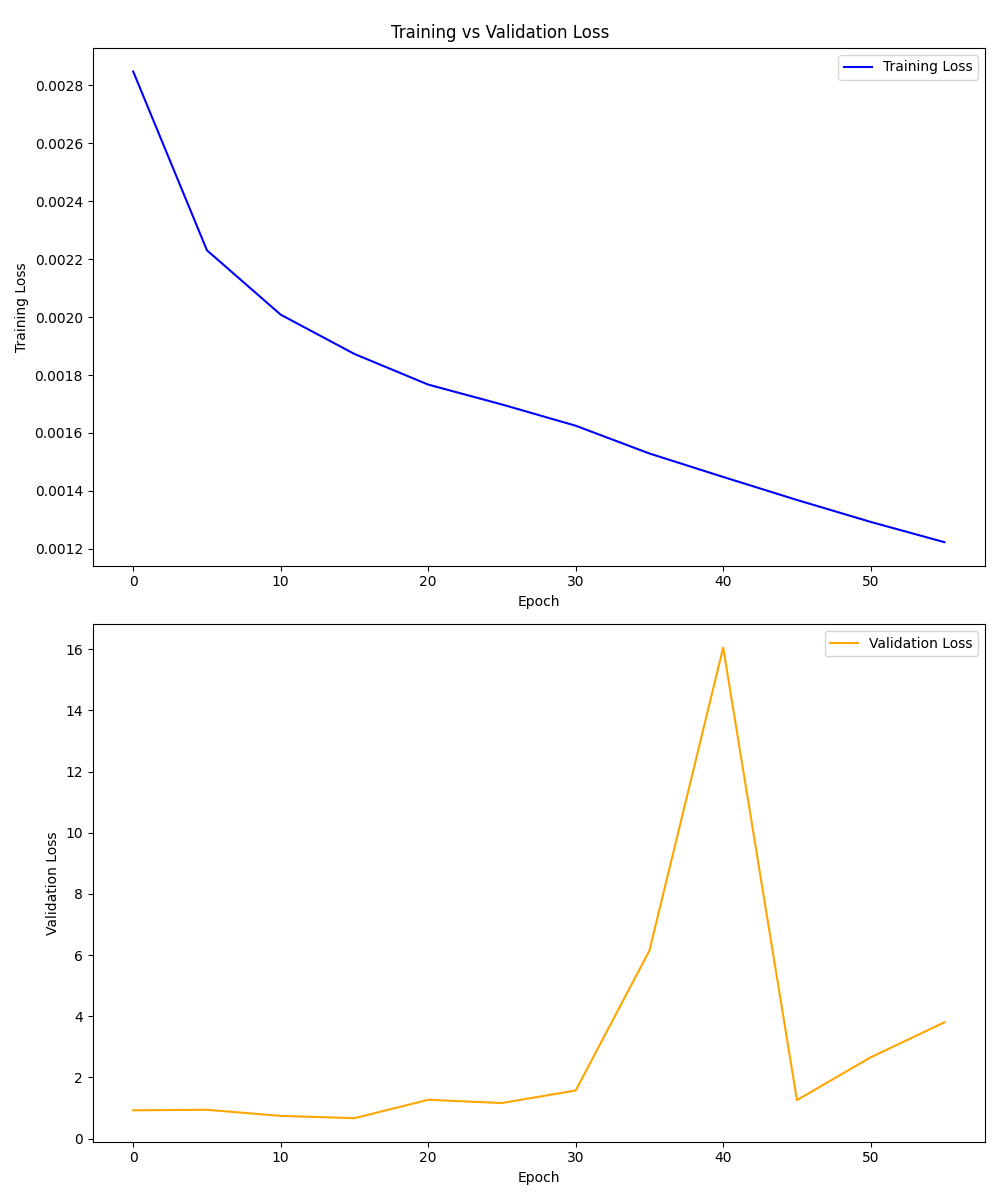 Training vs Validation Loss
Training Loss
0.0028
0.0026
0.0024
0.0022
0.0020
0.0018
0.0016
0.0014
0.0012
Training Loss
0 10 20 30 40 50
Epoch
Validation Loss
16
14
12
10
8
6
4
2
0
Validation Loss
0 10 20 30 40 50
Epoch